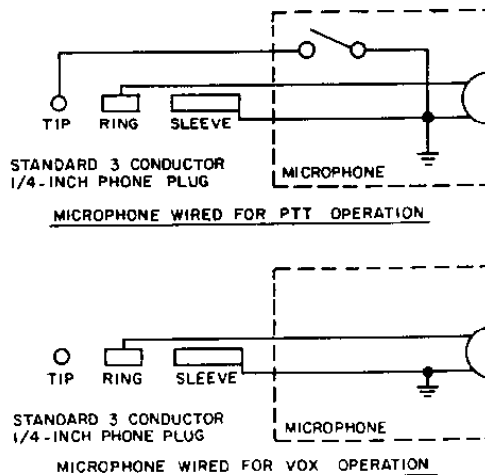 TIP RING SLEEVE
STANDARD 3 CONDUCTOR
1/4-INCH PHONE PLUG
MICROPHONE
MICROPHONE WIRED FOR PTT OPERATION
TIP RING SLEEVE
STANDARD 3 CONDUCTOR
1/4-INCH PHONE PLUG
MICROPHONE
MICROPHONE WIRED FOR VOX OPERATION